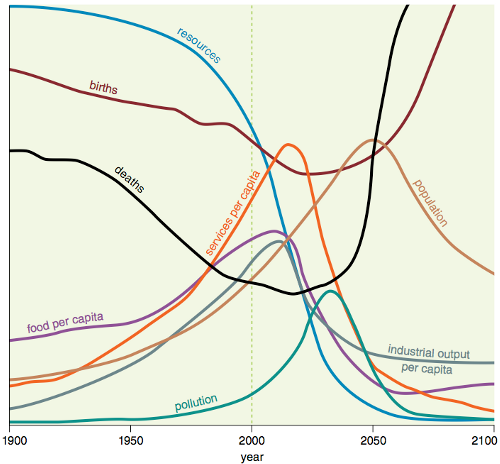 resources
births
deaths
services per capita
population
food per capita
industrial output
per capita
pollution
1900
1950
2000
2050
2100
year